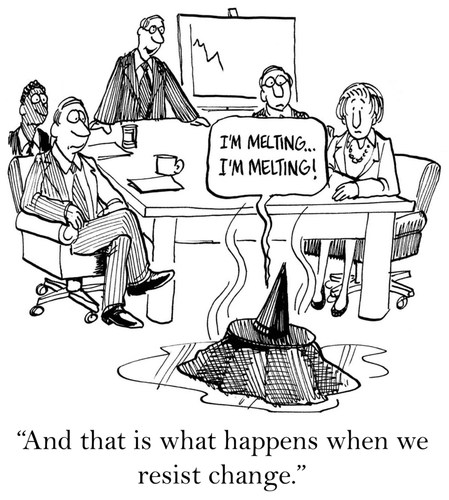 I'M MELTING...
I'M MELTING!
“And that is what happens when we
resist change.”